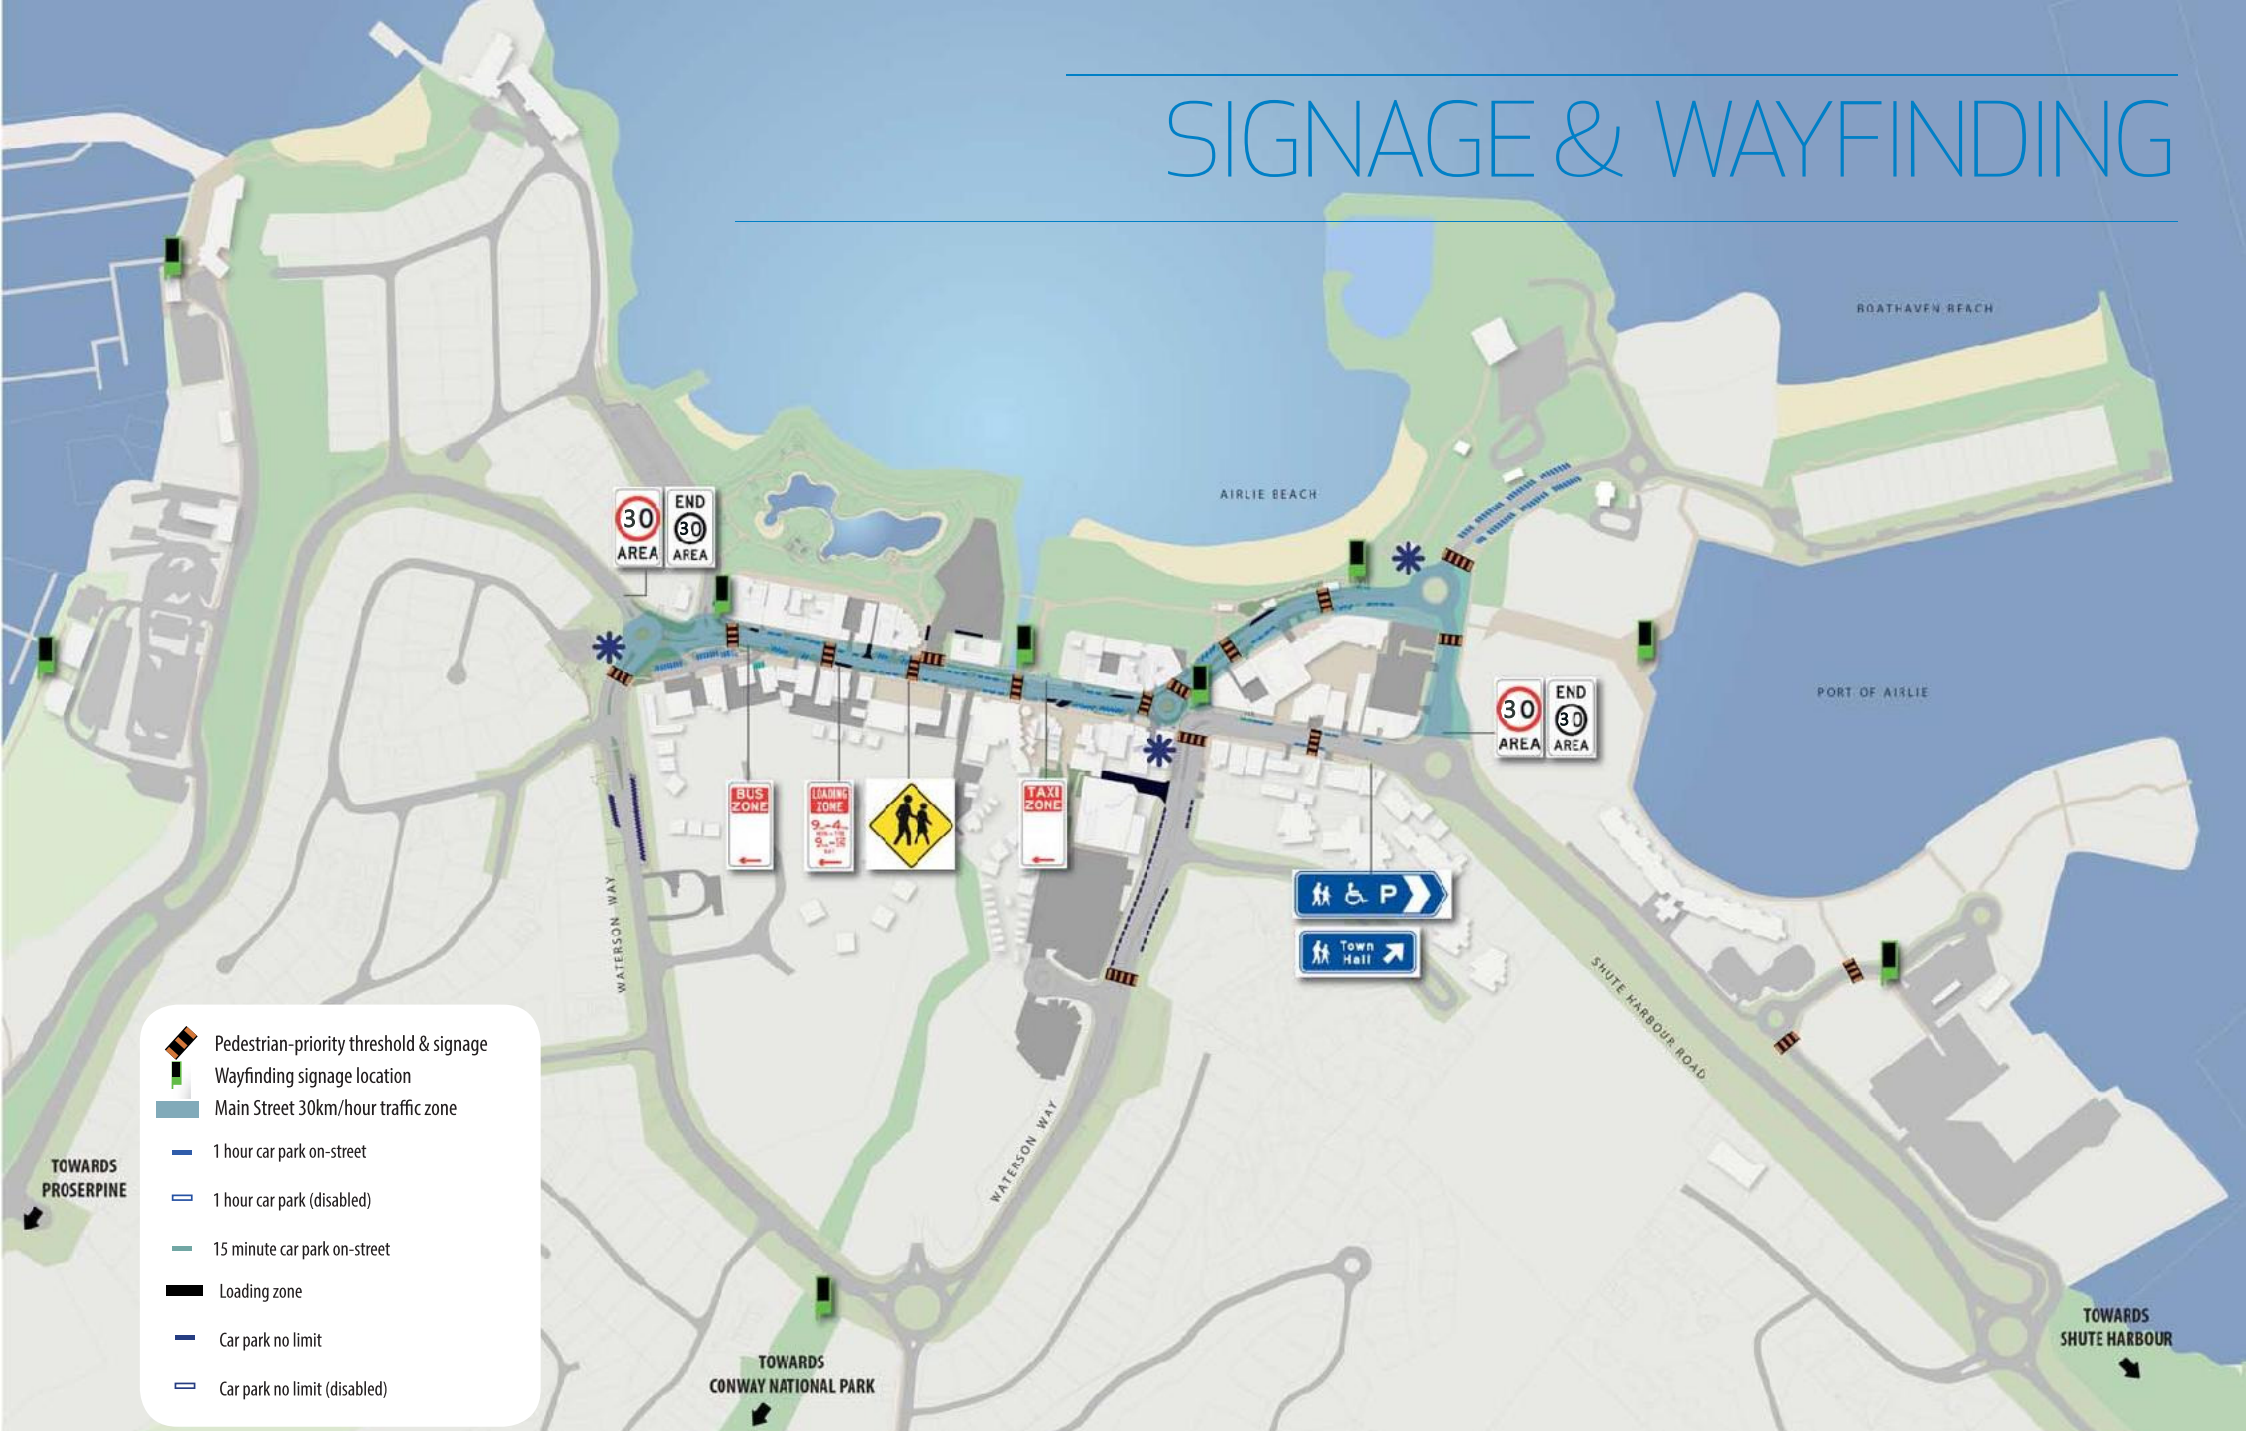 SIGNAGE & WAYFINDING
BOATHAVEN BEACH
AIRLIE BEACH
PORT OF AIRLIE
30
AREA
END
30
AREA
30
AREA
END
30
AREA
BUS
ZONE
LOADING
ZONE
TAXI
ZONE
P
Town
Hall
WATERSON WAY
WATERSON WAY
SHUTE HARBOUR ROAD
Pedestrian-priority threshold & signage
Wayfinding signage location
Main Street 30km/hour traffic zone
1 hour car park on-street
1 hour car park (disabled)
15 minute car park on-street
Loading zone
Car park no limit
Car park no limit (disabled)
TOWARDS
PROSERPINE
TOWARDS
CONWAY NATIONAL PARK
TOWARDS
SHUTE HARBOUR